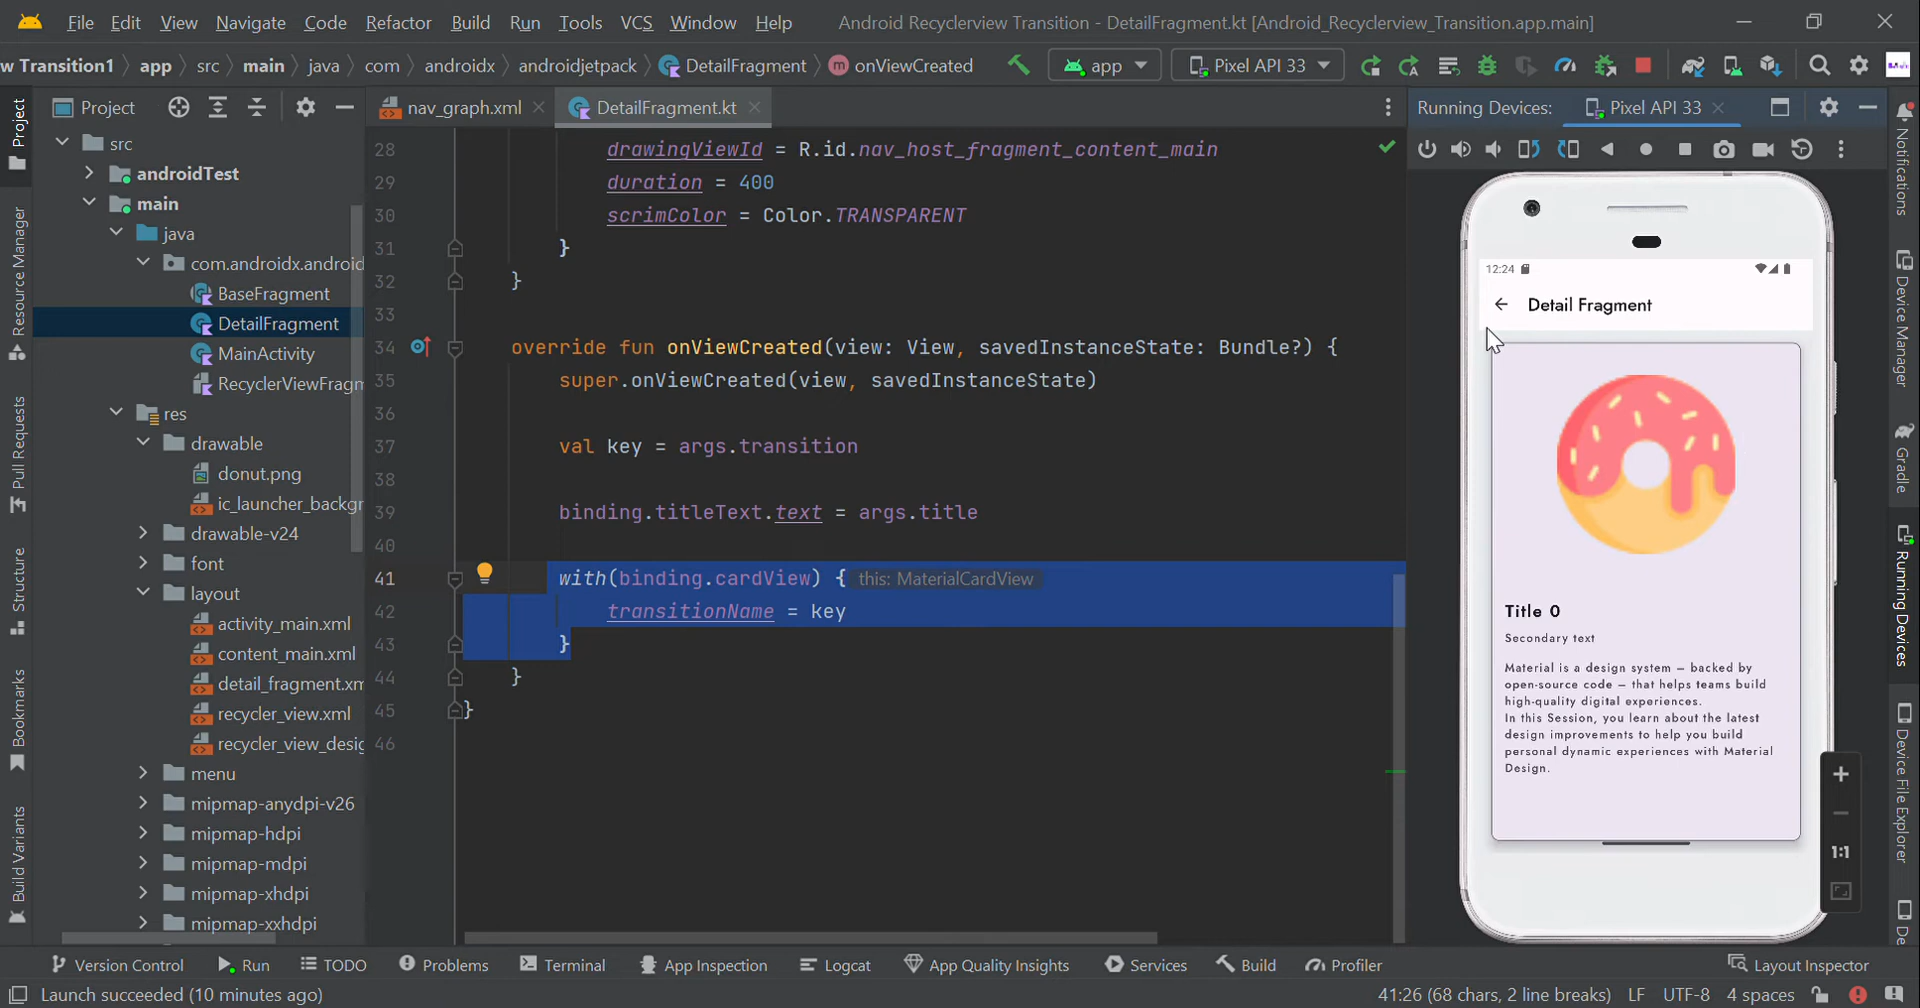 File Edit View Navigate Code Refactor Build Run Tools VCS Window Help Android Recyclerview Transition - DetailFragment.kt [Android_Recyclerview_Transition.app.main]
w Transition1 app src main java com androidx androidjetpack DetailFragment onViewCreated app Pixel API 33
Project
nav_graph.xml DetailFragment.kt
Running Devices: Pixel API 33
src
androidTest
main
java
com.androidx.android
BaseFragment
DetailFragment
MainActivity
RecyclerViewFragm
res
drawable
donut.png
ic_launcher_backgr
drawable-v24
font
layout
activity_main.xml
content_main.xml
detail_fragment.xm
recycler_view.xml
recycler_view_desig
menu
mipmap-anydpi-v26
mipmap-hdpi
mipmap-mdpi
mipmap-xhdpi
mipmap-xxhdpi
28 drawingViewId = R.id.nav_host_fragment_content_main
29 duration = 400
30 scrimColor = Color.TRANSPARENT
31 }
32 }
33
34 override fun onViewCreated(view: View, savedInstanceState: Bundle?) {
35 super.onViewCreated(view, savedInstanceState)
36
37 val key = args.transition
38
39 binding.titleText.text = args.title
40
41 with(binding.cardView) { this: MaterialCardView
42 transitionName = key
43 }
44 }
45 }
46
12:24
Detail Fragment
Title 0
Secondary text
Material is a design system – backed by
open-source code – that helps teams build
high-quality digital experiences.
In this Session, you learn about the latest
design improvements to help you build
personal dynamic experiences with Material
Design.
1:1
Project
Resource Manager
Pull Requests
Structure
Bookmarks
Build Variants
Notifications
Device Manager
Gradle
Running Devices
Device File Explorer
De
Version Control Run TODO Problems Terminal App Inspection Logcat App Quality Insights Services Build Profiler Layout Inspector
Launch succeeded (10 minutes ago) 41:26 (68 chars, 2 line breaks) LF UTF-8 4 spaces